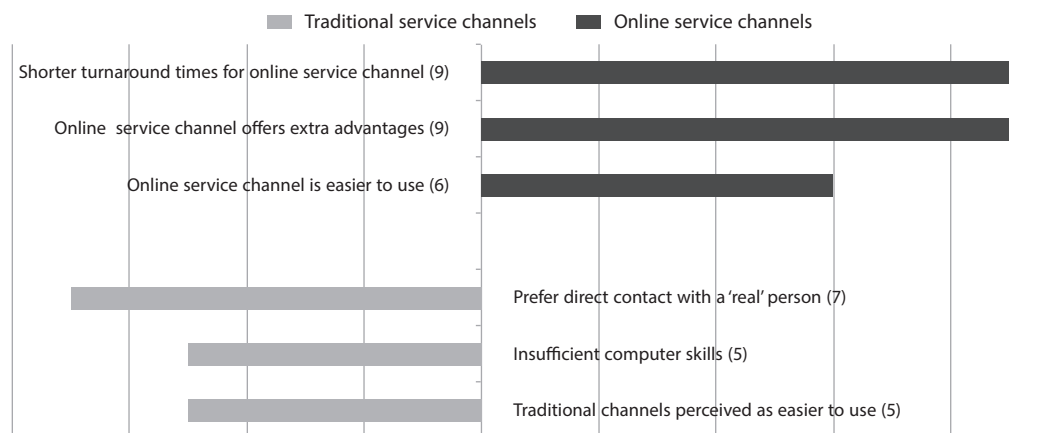 Traditional service channels Online service channels
Shorter turnaround times for online service channel (9)
Online service channel offers extra advantages (9)
Online service channel is easier to use (6)
Prefer direct contact with a ‘real’ person (7)
Insufficient computer skills (5)
Traditional channels perceived as easier to use (5)